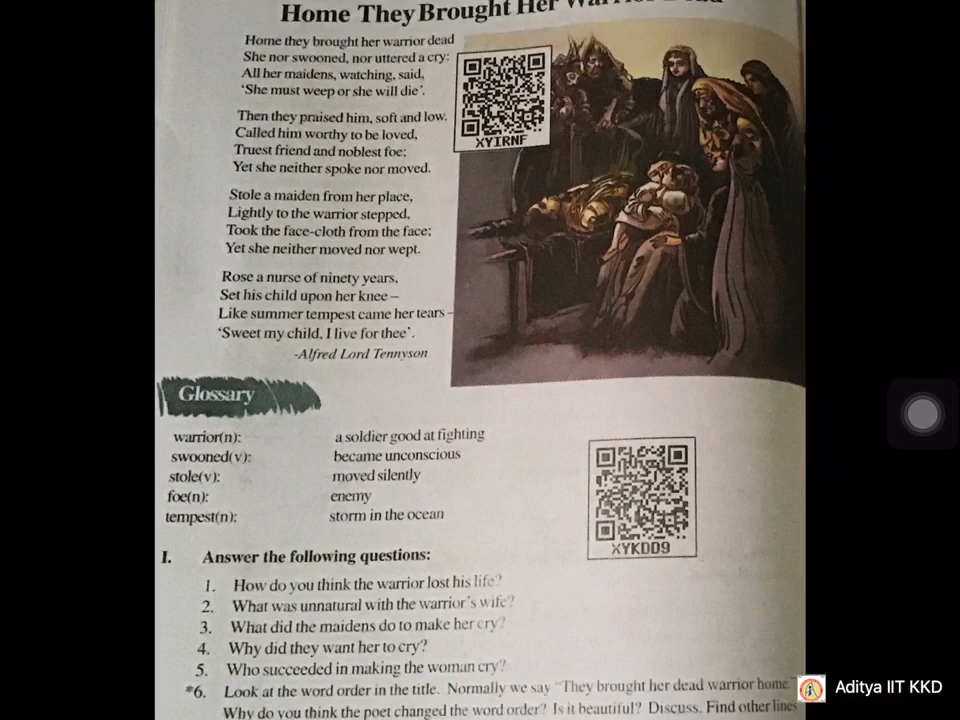 Home They Brought Her Warrior Dead
Home they brought her warrior dead
She nor swooned, nor uttered a cry:
All her maidens, watching, said,
‘She must weep or she will die’.
Then they praised him, soft and low.
Called him worthy to be loved,
Truest friend and noblest foe;
Yet she neither spoke nor moved.
Stole a maiden from her place,
Lightly to the warrior stepped,
Took the face-cloth from the face;
Yet she neither moved nor wept.
Rose a nurse of ninety years,
Set his child upon her knee –
Like summer tempest came her tears –
‘Sweet my child, I live for thee’.
-Alfred Lord Tennyson
XYIRNF
Glossary
warrior(n): a soldier good at fighting
swooned(v): became unconscious
stole(v): moved silently
foe(n): enemy
tempest(n): storm in the ocean
XYKDD9
I. Answer the following questions:
1. How do you think the warrior lost his life?
2. What was unnatural with the warrior's wife?
3. What did the maidens do to make her cry?
4. Why did they want her to cry?
5. Who succeeded in making the woman cry?
*6. Look at the word order in the title. Normally we say "They brought her dead warrior home."
Why do you think the poet changed the word order? Is it beautiful? Discuss. Find other lines
Aditya IIT KKD